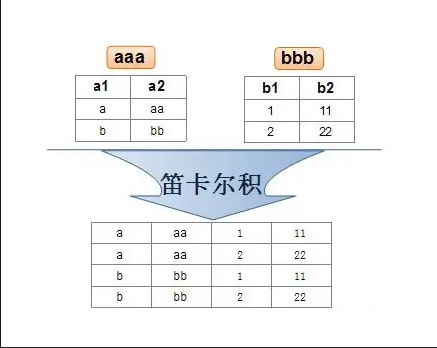 aaa bbb
a1 a2 b1 b2
a aa 1 11
b bb 2 22
笛卡尔积
a aa 1 11
a aa 2 22
b bb 1 11
b bb 2 22